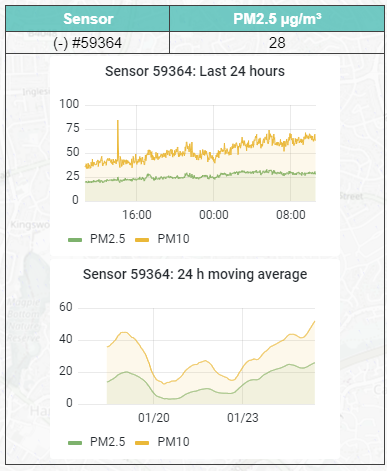 Sensor PM2.5 µg/m³
(-) #59364 28
Sensor 59364: Last 24 hours
100
75
50
25
0
16:00 00:00 08:00
PM2.5 PM10
Sensor 59364: 24 h moving average
60
40
20
0
01/20 01/23
PM2.5 PM10
Street